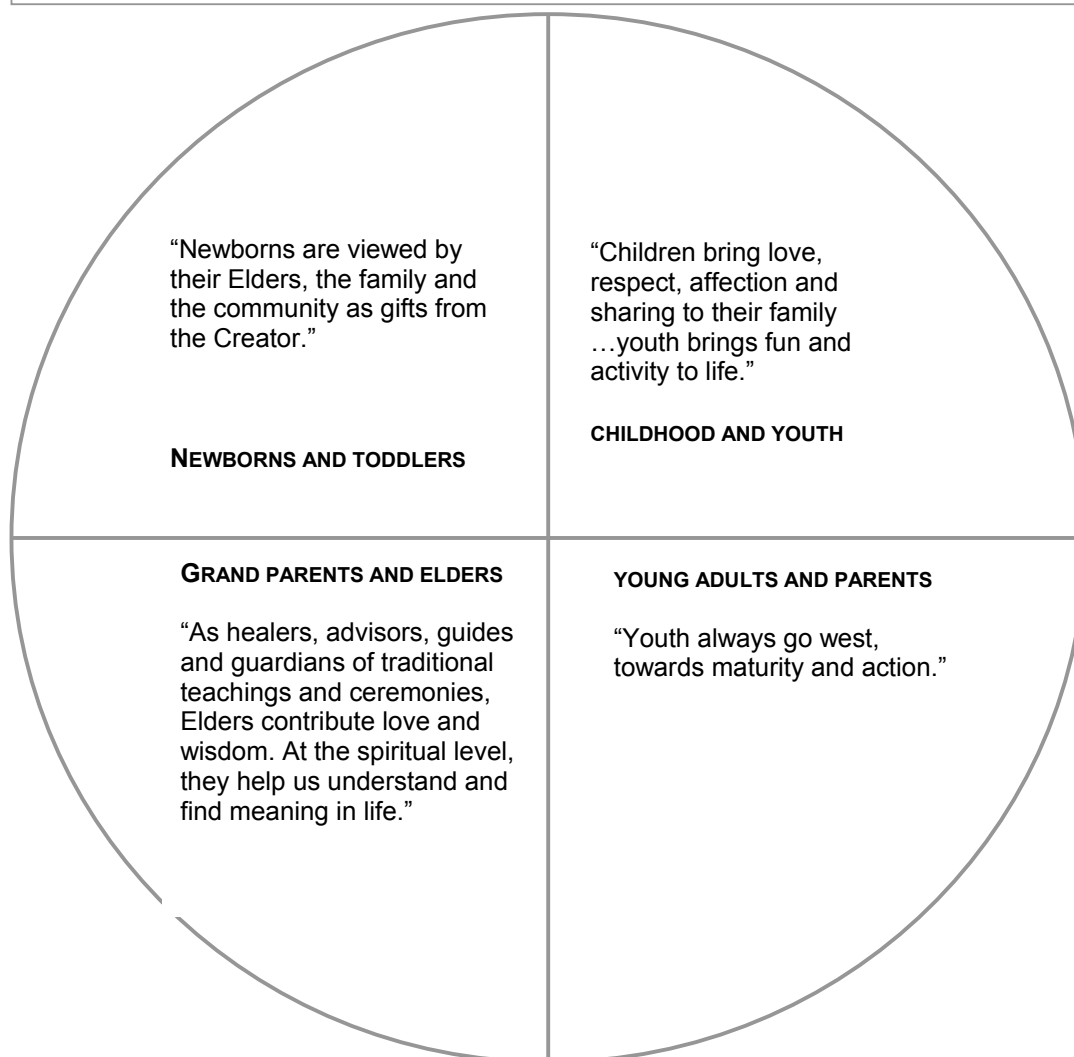 “Newborns are viewed by
their Elders, the family and
the community as gifts from
the Creator.”
NEWBORNS AND TODDLERS
“Children bring love,
respect, affection and
sharing to their family
…youth brings fun and
activity to life.”
CHILDHOOD AND YOUTH
GRAND PARENTS AND ELDERS
“As healers, advisors, guides
and guardians of traditional
teachings and ceremonies,
Elders contribute love and
wisdom. At the spiritual level,
they help us understand and
find meaning in life.”
YOUNG ADULTS AND PARENTS
“Youth always go west,
towards maturity and action.”